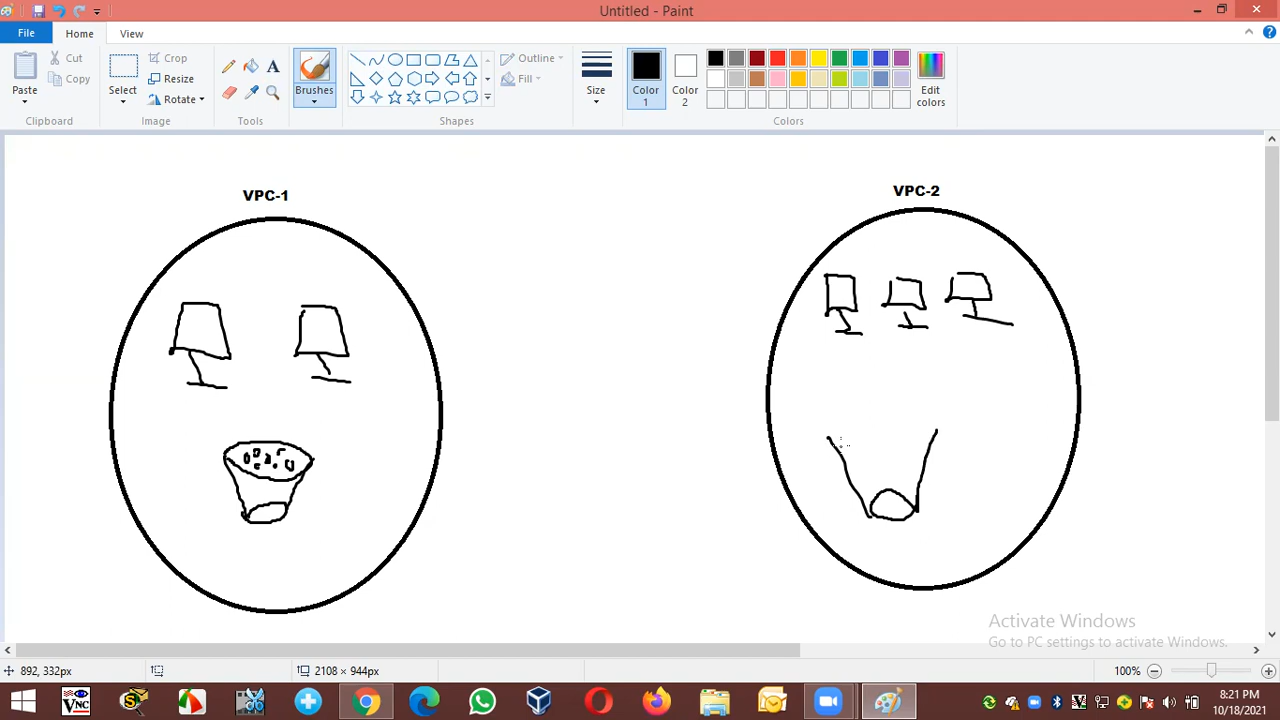 Untitled - Paint
File
Home
View
Paste
Cut
Copy
Clipboard
Select
Crop
Resize
Rotate
Image
Tools
Brushes
Outline
Fill
Shapes
Size
Color
1
Color
2
Edit
colors
Colors
VPC-1
VPC-2
Activate Windows
Go to PC settings to activate Windows.
892, 332px
2108 × 944px
100%
8:21 PM
10/18/2021